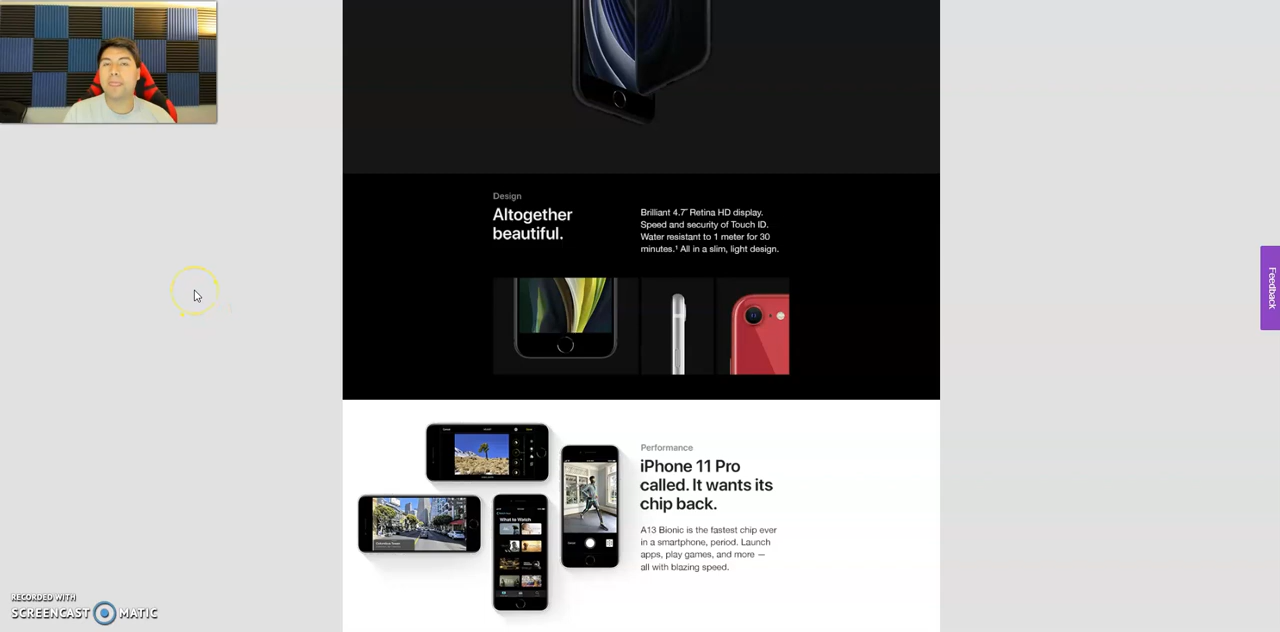 Design
Altogether
beautiful.
Brilliant 4.7" Retina HD display.
Speed and security of Touch ID.
Water resistant to 1 meter for 30
minutes.¹ All in a slim, light design.
Feedback
Performance
iPhone 11 Pro
called. It wants its
chip back.
A13 Bionic is the fastest chip ever
in a smartphone, period. Launch
apps, play games, and more —
all with blazing speed.
What to Watch
RECORDED WITH
SCREENCAST MATIC